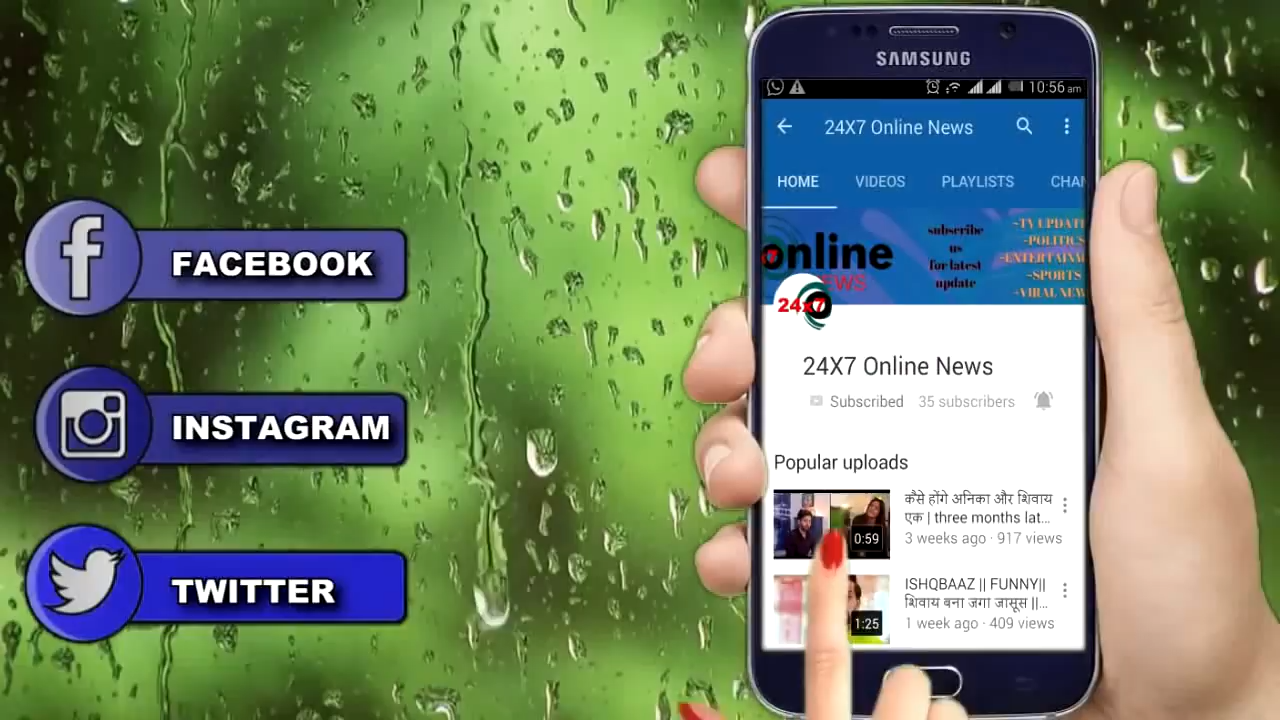 FACEBOOK
INSTAGRAM
TWITTER
SAMSUNG
10:56 am
24X7 Online News
HOME VIDEOS PLAYLISTS CHAN
online
NEWS
subscribe
us
for latest
update
~TV UPDATE
~POLITICS
~ENTERTAINM
~SPORTS
~VIRAL NEW
24x7
24X7 Online News
Subscribed 35 subscribers
Popular uploads
कैसे होंगे अनिका और शिवाय
एक | three months lat...
3 weeks ago · 917 views
0:59
ISHQBAAZ || FUNNY||
शिवाय बना जगा जासूस ||...
1 week ago · 409 views
1:25